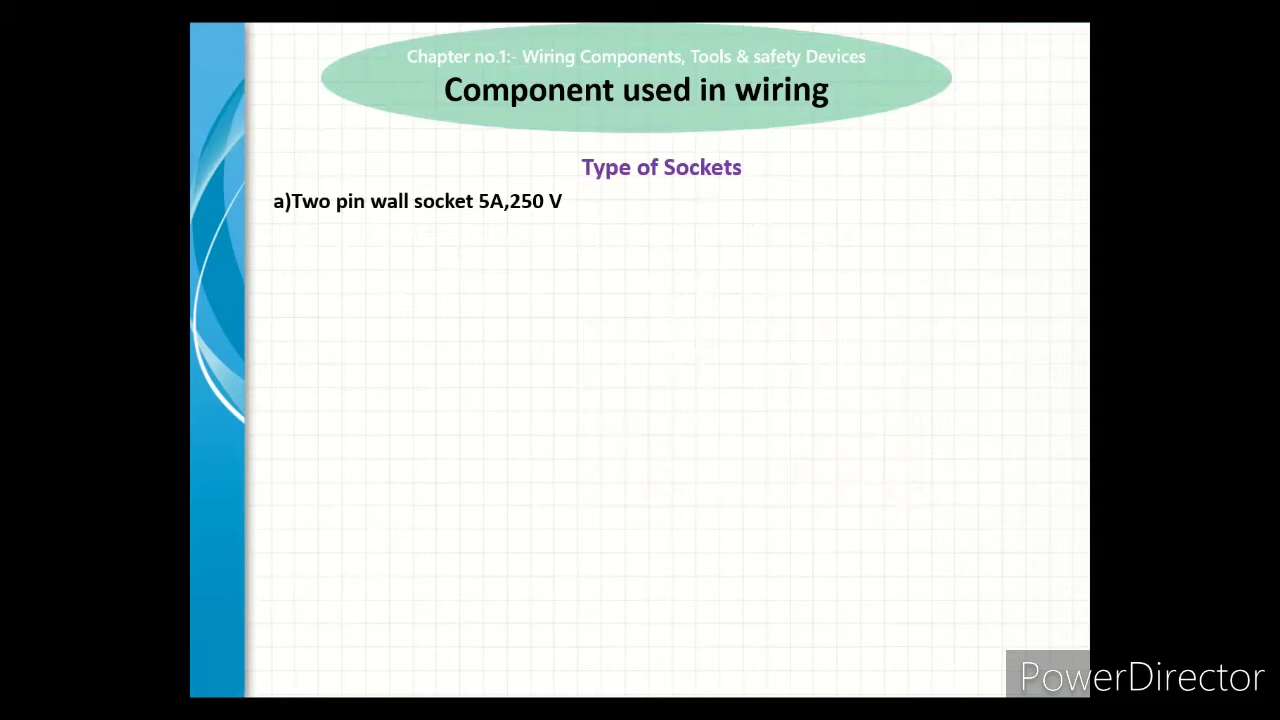 Chapter no.1:- Wiring Components, Tools & safety Devices
Component used in wiring
Type of Sockets
a)Two pin wall socket 5A,250 V
PowerDirector